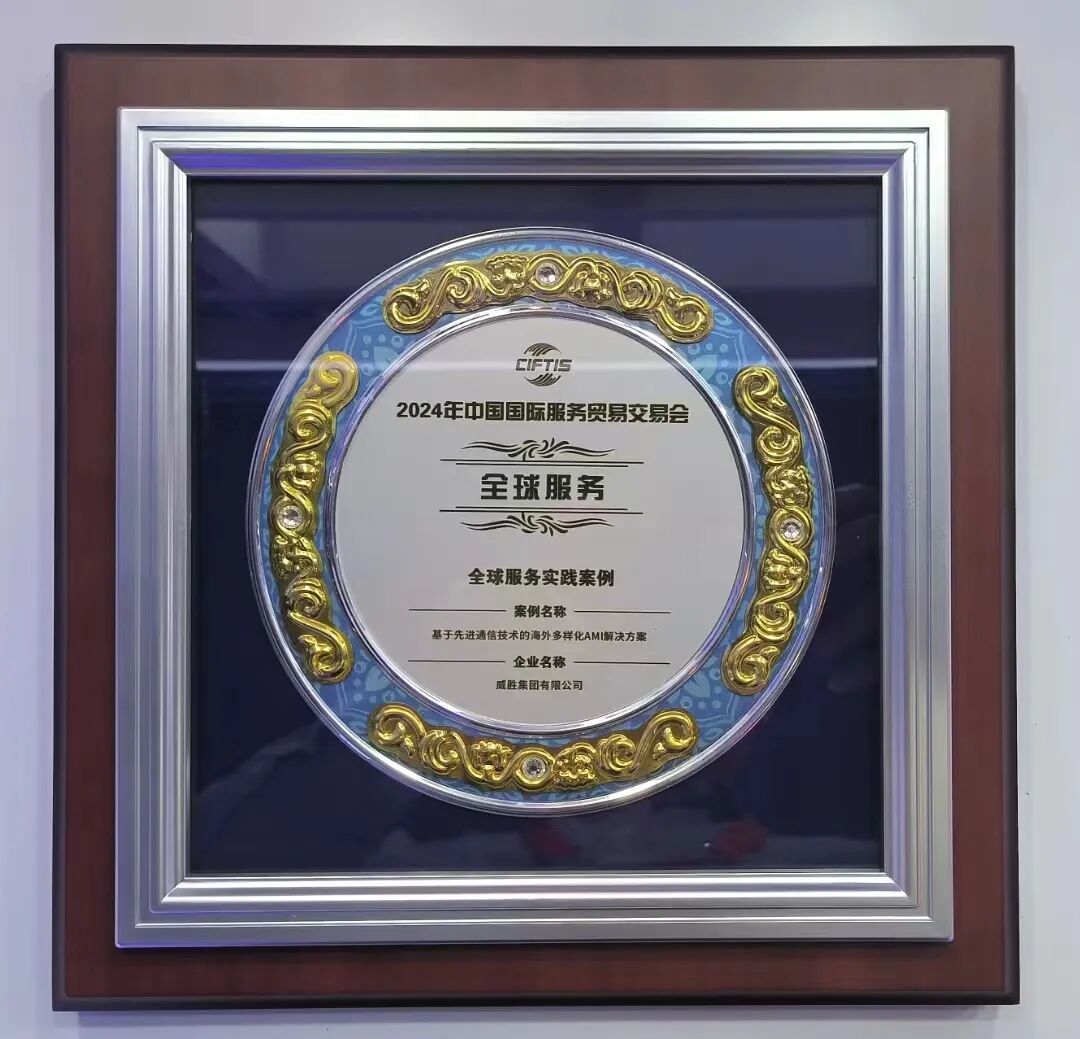 CIFTIS
2024年中国国际服务贸易交易会
全球服务
全球服务实践案例
案例名称
基于先进通信技术的海外多样化AMI解决方案
企业名称
威胜集团有限公司